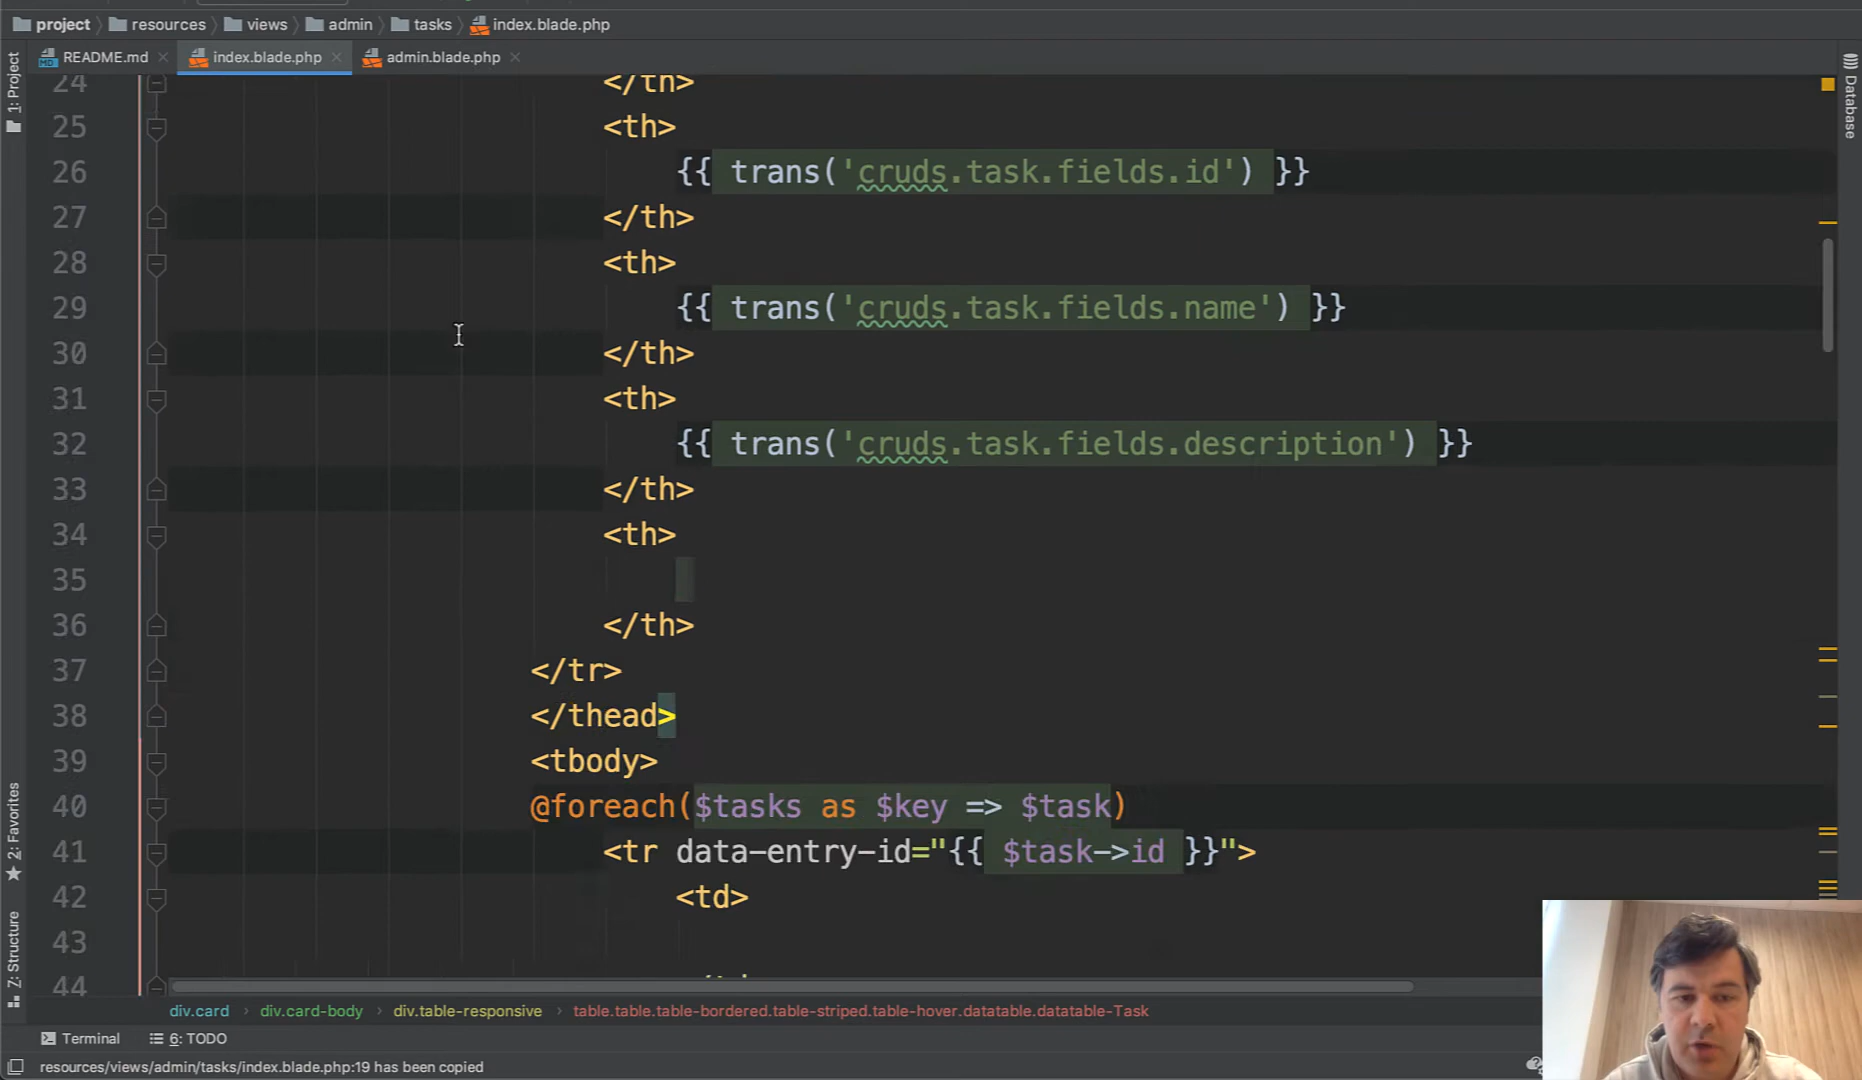 project resources views admin tasks index.blade.php
README.md index.blade.php admin.blade.php
1: Project
Database
24 </th>
25 <th>
26 {{ trans('cruds.task.fields.id') }}
27 </th>
28 <th>
29 {{ trans('cruds.task.fields.name') }}
30 </th>
31 <th>
32 {{ trans('cruds.task.fields.description') }}
33 </th>
34 <th>
35
36 </th>
37 </tr>
38 </thead>
39 <tbody>
40 @foreach($tasks as $key => $task)
41 <tr data-entry-id="{{ $task->id }}">
42 <td>
43
44
2: Favorites
Z: Structure
div.card › div.card-body › div.table-responsive › table.table.table-bordered.table-striped.table-hover.datatable.datatable-Task
Terminal 6: TODO
resources/views/admin/tasks/index.blade.php:19 has been copied